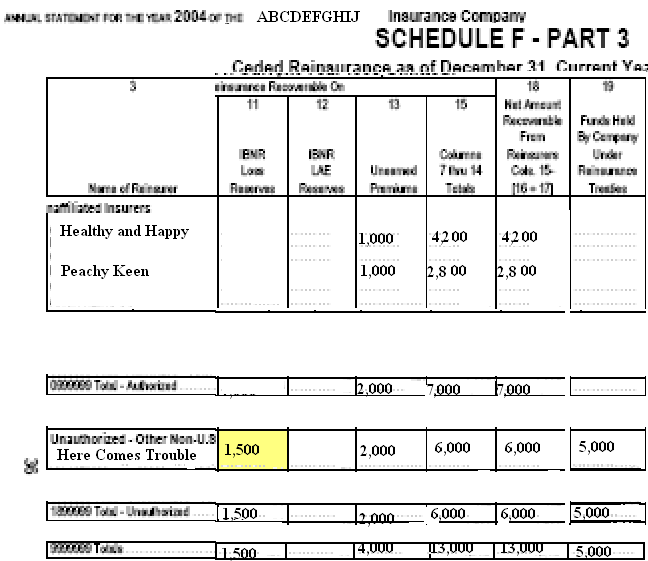 ANNUAL STATEMENT FOR THE YEAR 2004 OF THE ABCDEFGHIJ Insurance Company
SCHEDULE F - PART 3
Ceded Reinsurance as of December 31, Current Yea
3 einsurance Recoverable On 18 19
11 12 13 15 Net Amount
Recoverable Funds Held
From By Company
IBNR IBNR Columns Reinsurers Under
Loss LAE Unearned 7 thru 14 Cols. 15- Reinsurance
Name of Reinsurer Reserves Reserves Premiums Totals [16 + 17] Treaties
naffiliated Insurers
Healthy and Happy 1,000 4,200 4,200
Peachy Keen 1,000 2,800 2,800
0999999 Total - Authorized 2,000 7,000 7,000
Unauthorized - Other Non-U.S
Here Comes Trouble 1,500 2,000 6,000 6,000 5,000
1899999 Total - Unauthorized 1,500 2,000 6,000 6,000 5,000
9999999 Totals 1,500 4,000 13,000 13,000 5,000